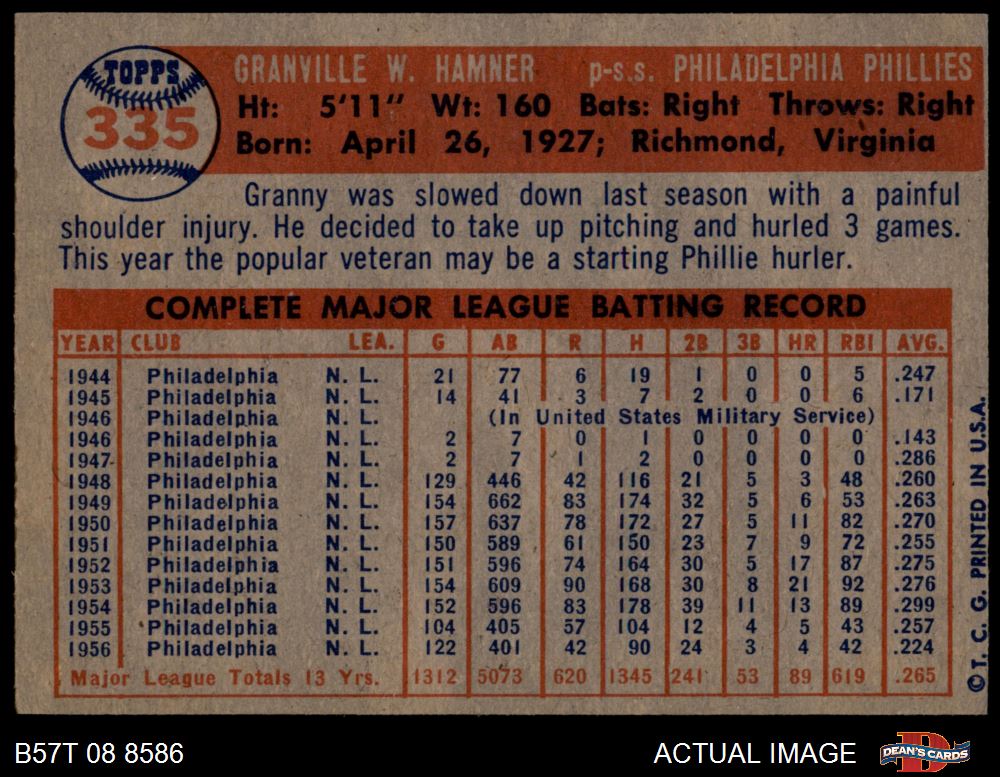 TOPPS
335
GRANVILLE W. HAMNER p-s.s. PHILADELPHIA PHILLIES
Ht: 5'11" Wt: 160 Bats: Right Throws: Right
Born: April 26, 1927; Richmond, Virginia
Granny was slowed down last season with a painful
shoulder injury. He decided to take up pitching and hurled 3 games.
This year the popular veteran may be a starting Phillie hurler.
COMPLETE MAJOR LEAGUE BATTING RECORD
YEAR CLUB LEA. G AB R H 2B 3B HR RBI AVG.
1944 Philadelphia N. L. 21 77 6 19 1 0 0 5 .247
1945 Philadelphia N. L. 14 41 3 7 2 0 0 6 .171
1946 Philadelphia N. L. (In United States Military Service)
1946 Philadelphia N. L. 2 7 0 1 0 0 0 0 .143
1947 Philadelphia N. L. 2 7 1 2 0 0 0 0 .286
1948 Philadelphia N. L. 129 446 42 116 21 5 3 48 .260
1949 Philadelphia N. L. 154 662 83 174 32 5 6 53 .263
1950 Philadelphia N. L. 157 637 78 172 27 5 11 82 .270
1951 Philadelphia N. L. 150 589 61 150 23 7 9 72 .255
1952 Philadelphia N. L. 151 596 74 164 30 5 17 87 .275
1953 Philadelphia N. L. 154 609 90 168 30 8 21 92 .276
1954 Philadelphia N. L. 152 596 83 178 39 11 13 89 .299
1955 Philadelphia N. L. 104 405 57 104 12 4 5 43 .257
1956 Philadelphia N. L. 122 401 42 90 24 3 4 42 .224
Major League Totals 13 Yrs. 1312 5073 620 1345 241 53 89 619 .265
©T. C. G. PRINTED IN U.S.A.
B57T 08 8586
ACTUAL IMAGE
DEAN'S CARDS